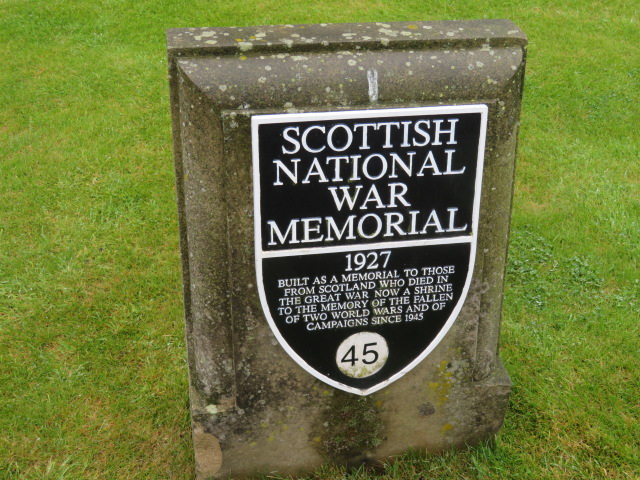 SCOTTISH
NATIONAL
WAR
MEMORIAL
1927
BUILT AS A MEMORIAL TO THOSE
FROM SCOTLAND WHO DIED IN
THE GREAT WAR NOW A SHRINE
TO THE MEMORY OF THE FALLEN
OF TWO WORLD WARS AND OF
CAMPAIGNS SINCE 1945
45